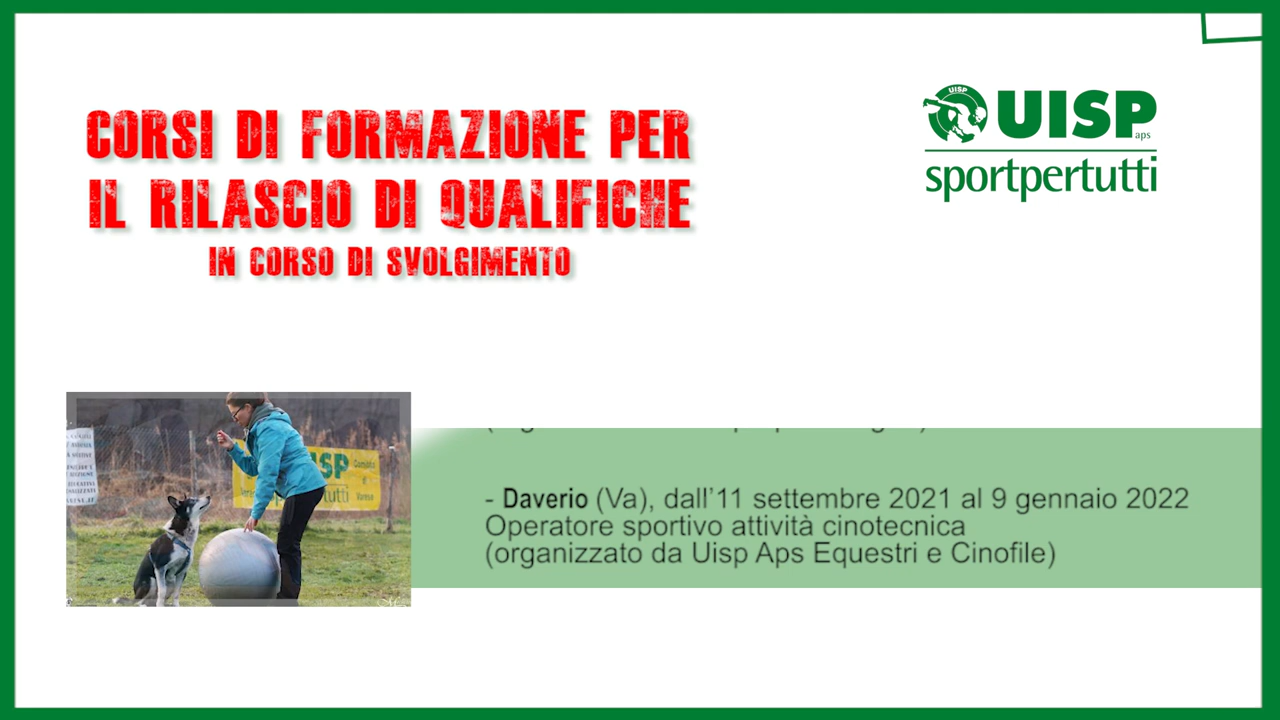 CORSI DI FORMAZIONE PER
IL RILASCIO DI QUALIFICHE
IN CORSO DI SVOLGIMENTO
UISP
UISP
aps
sportpertutti
- Daverio (Va), dall'11 settembre 2021 al 9 gennaio 2022
Operatore sportivo attività cinotecnica
(organizzato da Uisp Aps Equestri e Cinofile)